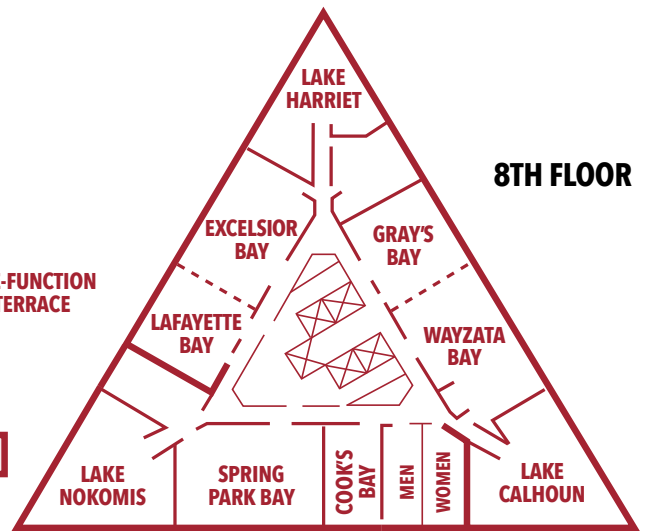 LAKE
HARRIET
8TH FLOOR
EXCELSIOR
BAY
GRAY'S
BAY
E-FUNCTION
TERRACE
LAFAYETTE
BAY
WAYZATA
BAY
LAKE
NOKOMIS
SPRING
PARK BAY
COOK'S
BAY
MEN
WOMEN
LAKE
CALHOUN